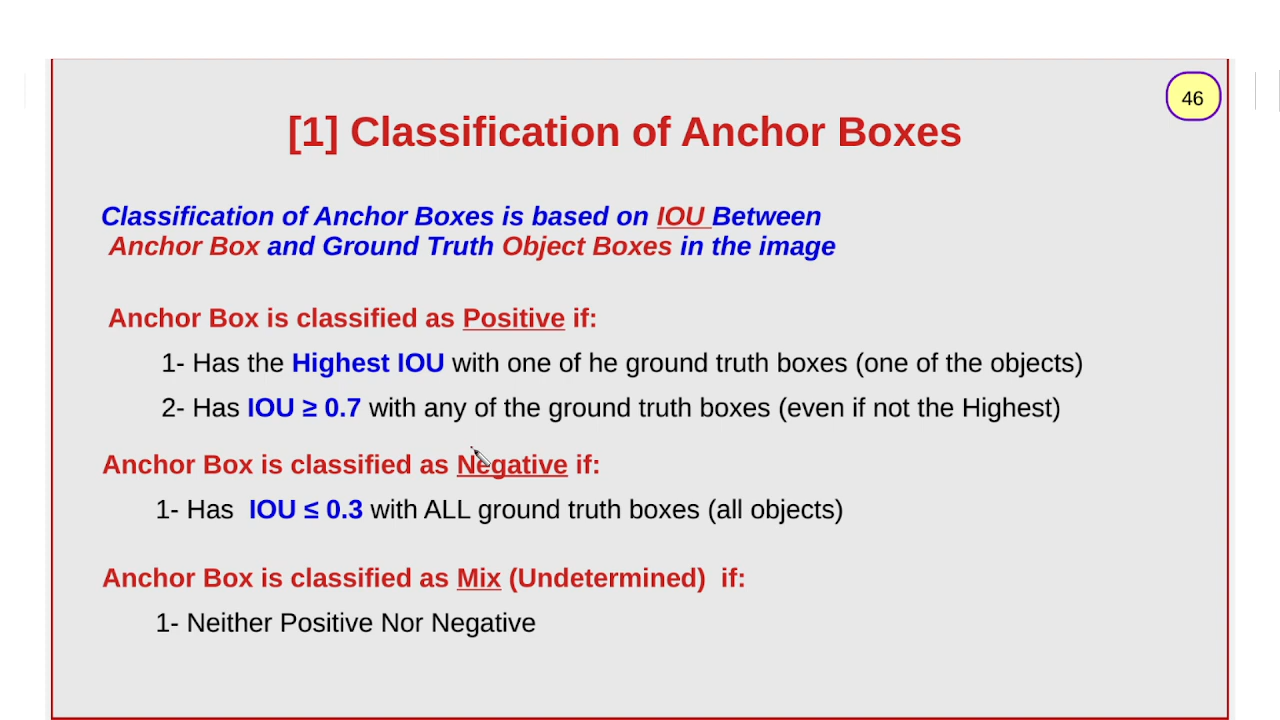 46
[1] Classification of Anchor Boxes
Classification of Anchor Boxes is based on IOU Between
Anchor Box and Ground Truth Object Boxes in the image
Anchor Box is classified as Positive if:
1- Has the Highest IOU with one of he ground truth boxes (one of the objects)
2- Has IOU ≥ 0.7 with any of the ground truth boxes (even if not the Highest)
Anchor Box is classified as Negative if:
1- Has IOU ≤ 0.3 with ALL ground truth boxes (all objects)
Anchor Box is classified as Mix (Undetermined) if:
1- Neither Positive Nor Negative